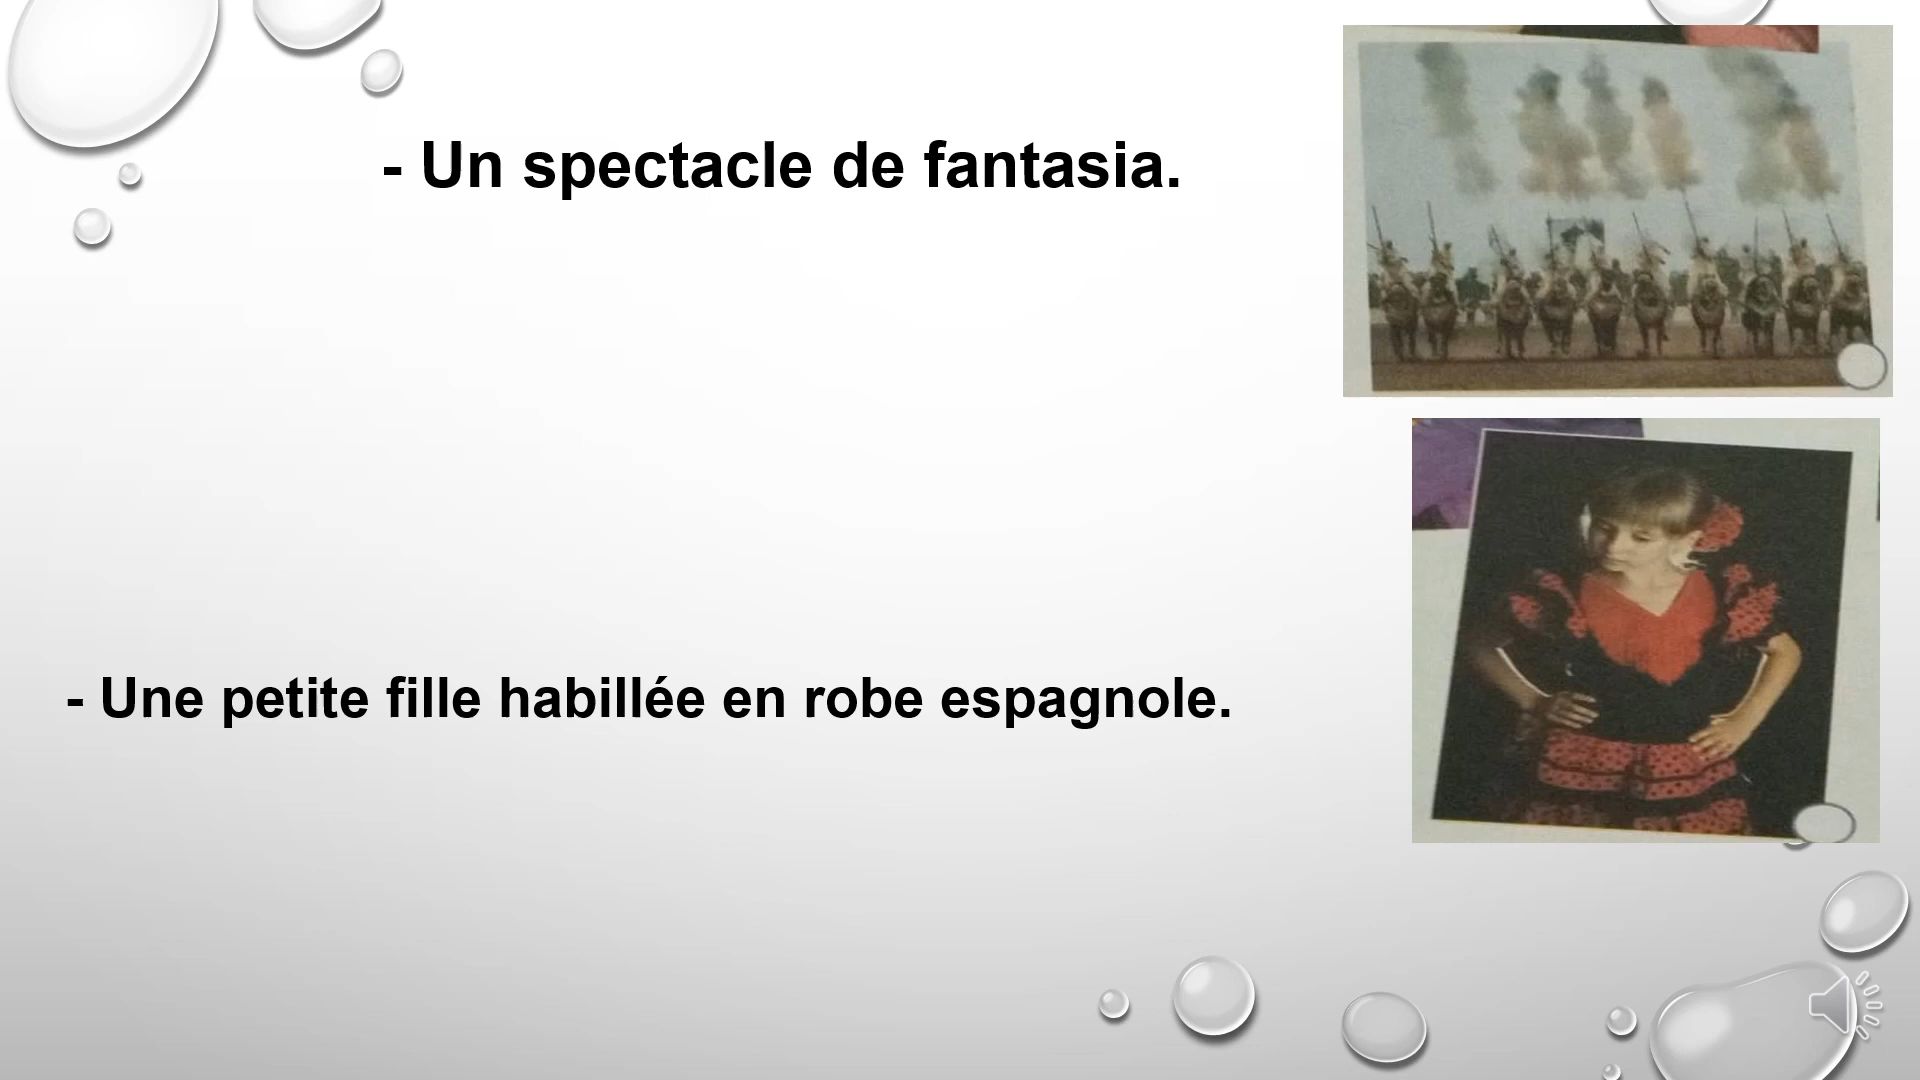 - Un spectacle de fantasia.
- Une petite fille habillée en robe espagnole.